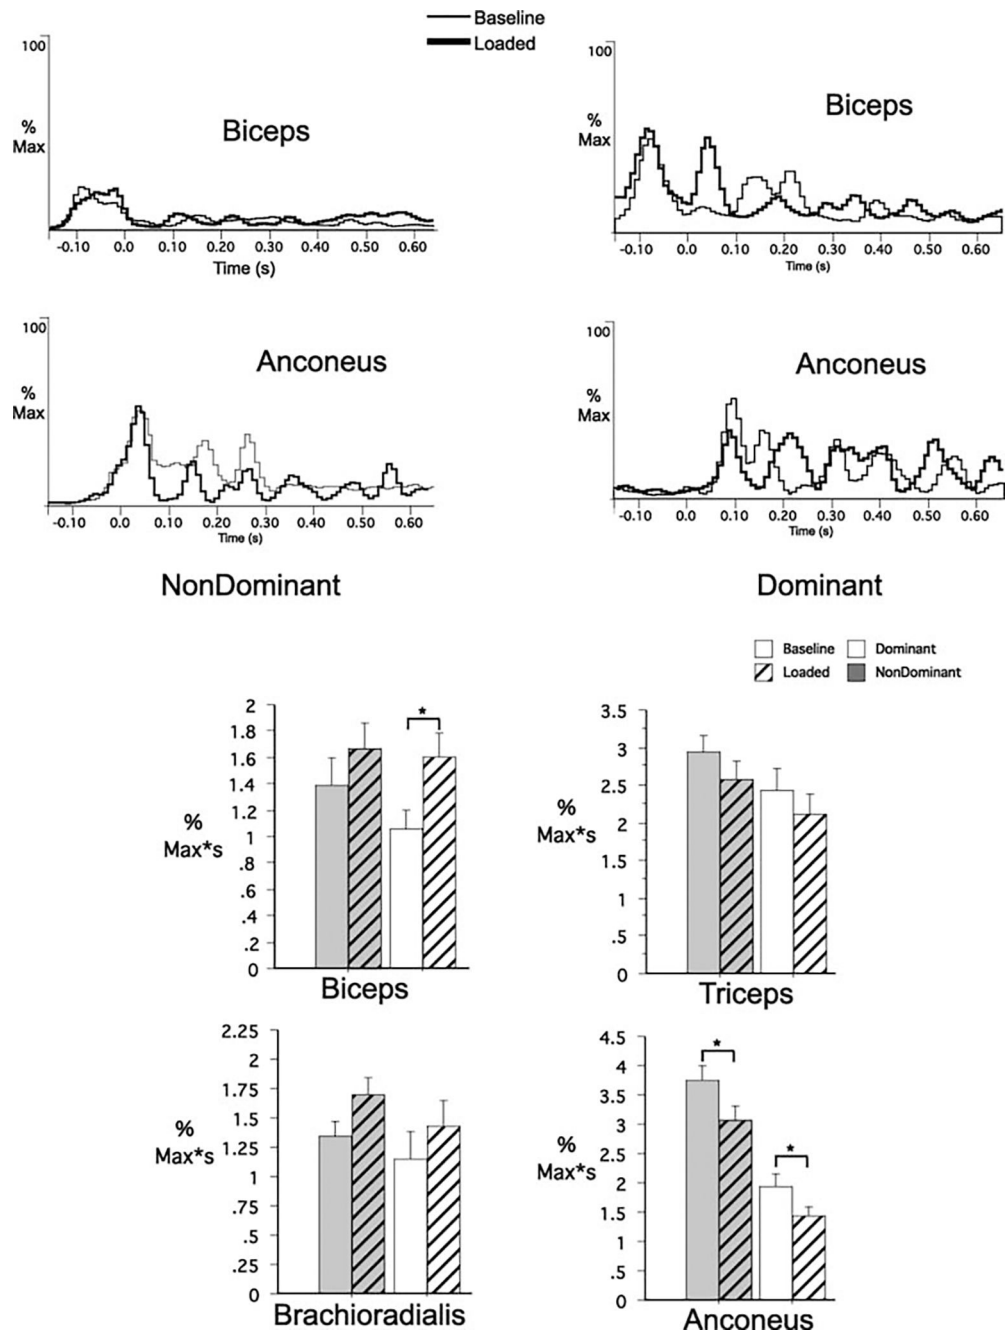 Baseline
Loaded
100
%
Max
Biceps
-0.10 0.0 0.10 0.20 0.30 0.40 0.50 0.60
Time (s)
100
%
Max
Biceps
-0.10 0.0 0.10 0.20 0.30 0.40 0.50 0.60
Time (s)
100
%
Max
Anconeus
-0.10 0.0 0.10 0.20 0.30 0.40 0.50 0.60
Time (s)
100
%
Max
Anconeus
-0.10 0.0 0.10 0.20 0.30 0.40 0.50 0.60
Time (s)
NonDominant
Dominant
Baseline Dominant
Loaded NonDominant
2
1.8
1.6
1.4
1.2
1
.8
.6
.4
.2
0
%
Max*s
*
Biceps
3.5
3
2.5
2
1.5
1
.5
0
%
Max*s
Triceps
2.25
2
1.75
1.5
1.25
1
.75
.5
.25
0
%
Max*s
Brachioradialis
4.5
4
3.5
3
2.5
2
1.5
1
.5
0
%
Max*s
*
*
Anconeus